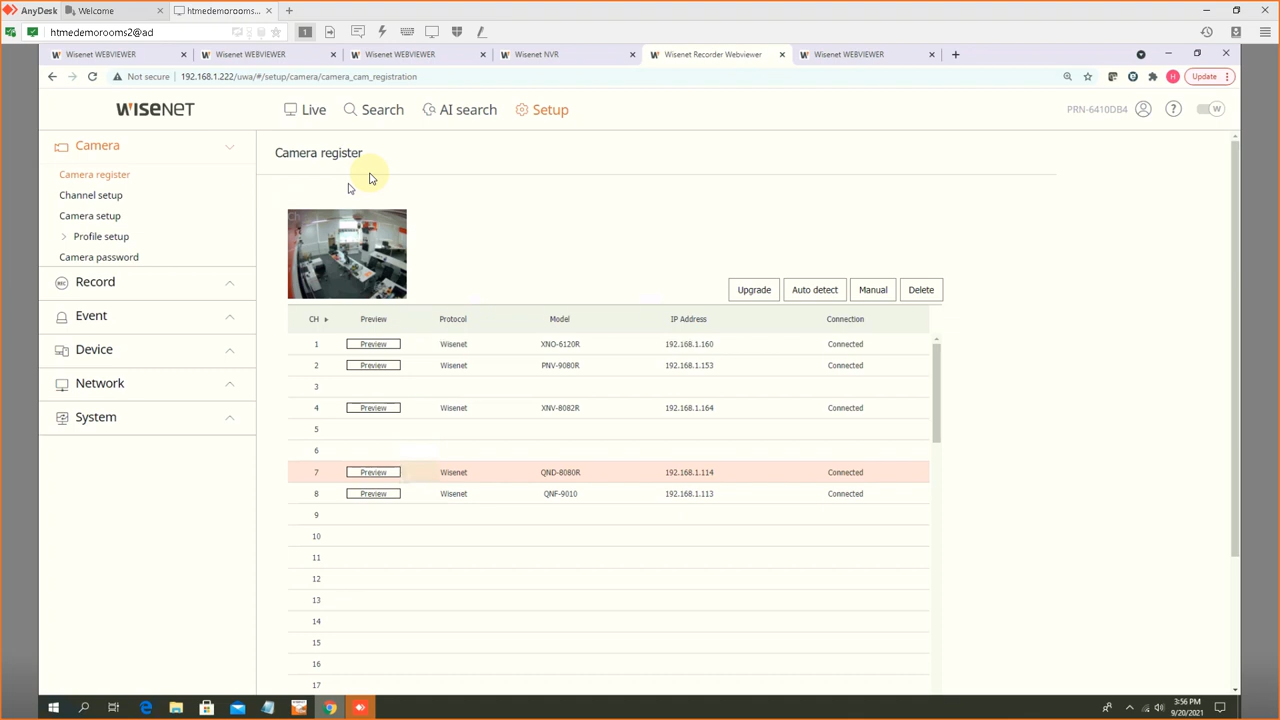 AnyDesk Welcome htmedemorooms...
htmedemorooms2@ad 1
Wisenet WEBVIEWER Wisenet WEBVIEWER Wisenet WEBVIEWER Wisenet NVR Wisenet Recorder Webviewer Wisenet WEBVIEWER
Not secure 192.168.1.222/uwa/#/setup/camera/camera_cam_registration H Update
WISENET Live Search AI search Setup PRN-6410DB4 ? W
Camera
Camera register
Channel setup
Camera setup
Profile setup
Camera password
REC Record
Event
Device
Network
System
Camera register
Upgrade Auto detect Manual Delete
CH Preview Protocol Model IP Address Connection
1 Preview Wisenet XNO-6120R 192.168.1.160 Connected
2 Preview Wisenet PNV-9080R 192.168.1.153 Connected
3
4 Preview Wisenet XNV-8082R 192.168.1.164 Connected
5
6
7 Preview Wisenet QND-8080R 192.168.1.114 Connected
8 Preview Wisenet QNF-9010 192.168.1.113 Connected
9
10
11
12
13
14
15
16
17
3:56 PM
9/20/2021